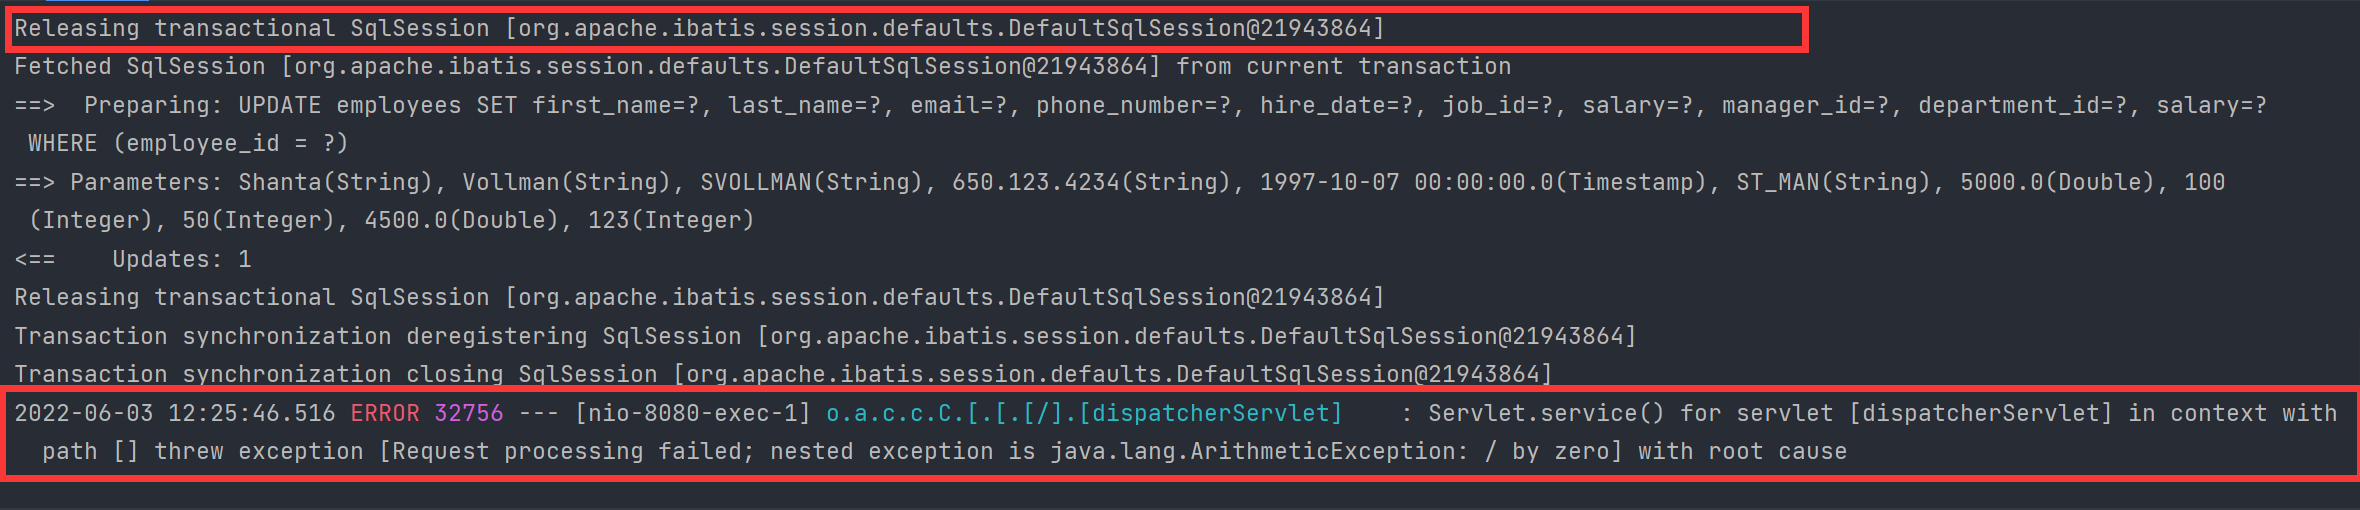 Releasing transactional SqlSession [org.apache.ibatis.session.defaults.DefaultSqlSession@21943864]
Fetched SqlSession [org.apache.ibatis.session.defaults.DefaultSqlSession@21943864] from current transaction
==>  Preparing: UPDATE employees SET first_name=?, last_name=?, email=?, phone_number=?, hire_date=?, job_id=?, salary=?, manager_id=?, department_id=?, salary=?
 WHERE (employee_id = ?)
==> Parameters: Shanta(String), Vollman(String), SVOLLMAN(String), 650.123.4234(String), 1997-10-07 00:00:00.0(Timestamp), ST_MAN(String), 5000.0(Double), 100
 (Integer), 50(Integer), 4500.0(Double), 123(Integer)
<==    Updates: 1
Releasing transactional SqlSession [org.apache.ibatis.session.defaults.DefaultSqlSession@21943864]
Transaction synchronization deregistering SqlSession [org.apache.ibatis.session.defaults.DefaultSqlSession@21943864]
Transaction synchronization closing SqlSession [org.apache.ibatis.session.defaults.DefaultSqlSession@21943864]
2022-06-03 12:25:46.516 ERROR 32756 --- [nio-8080-exec-1] o.a.c.c.C.[.[.[/].[dispatcherServlet]    : Servlet.service() for servlet [dispatcherServlet] in context with
  path [] threw exception [Request processing failed; nested exception is java.lang.ArithmeticException: / by zero] with root cause